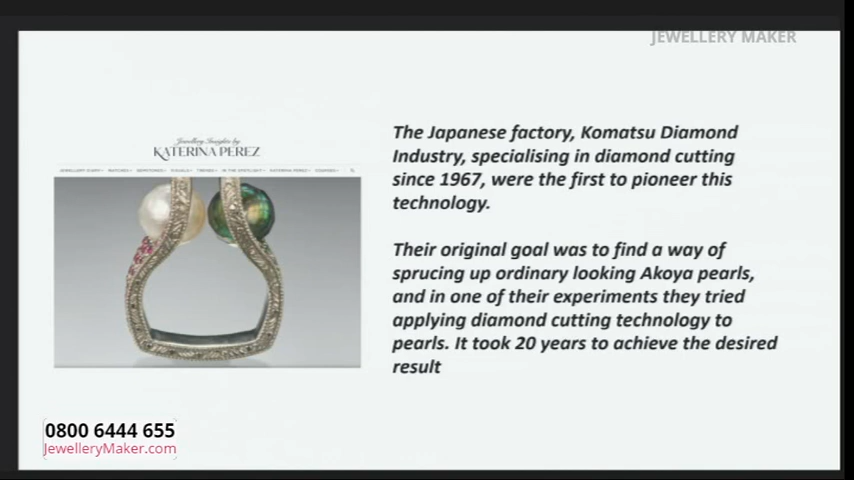 JEWELLERY MAKER
Jewellery Insights by
KATERINA PEREZ
The Japanese factory, Komatsu Diamond
Industry, specialising in diamond cutting
since 1967, were the first to pioneer this
technology.
Their original goal was to find a way of
sprucing up ordinary looking Akoya pearls,
and in one of their experiments they tried
applying diamond cutting technology to
pearls. It took 20 years to achieve the desired
result
0800 6444 655
JewelleryMaker.com